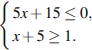 5x + 15 ≤ 0,
x + 5 ≥ 1.